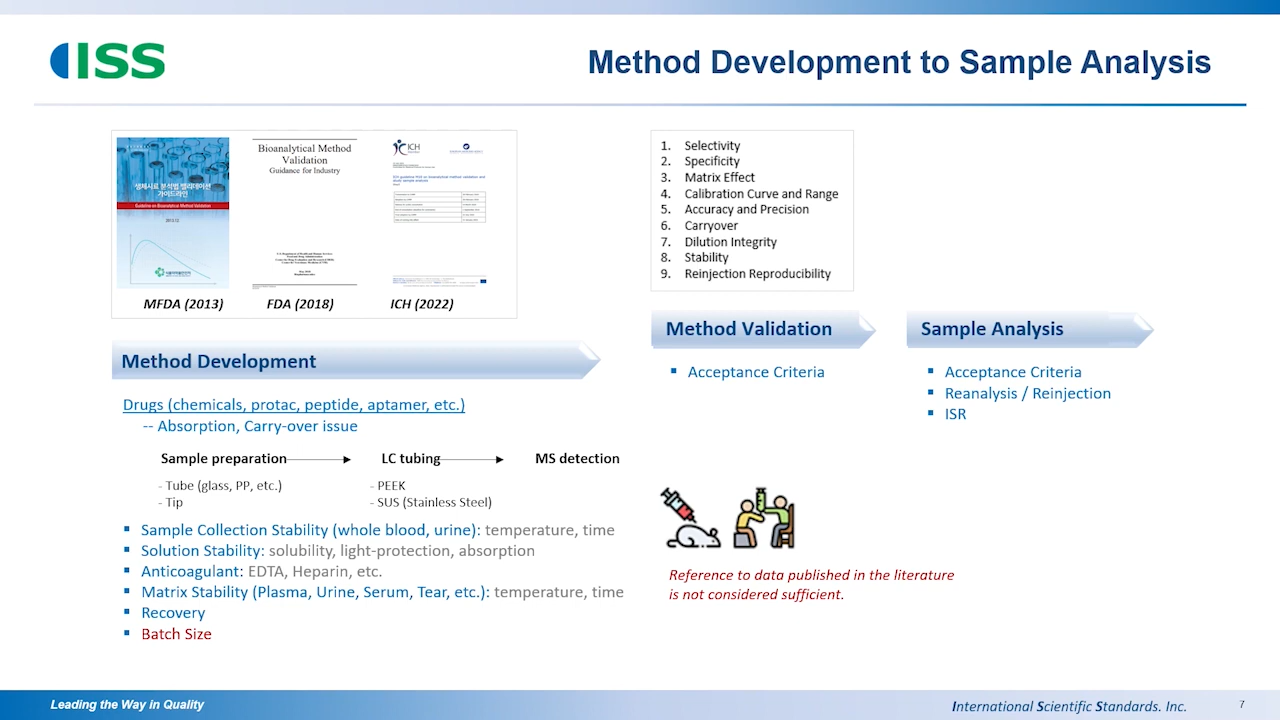 ISS
Method Development to Sample Analysis
생체시료 분석법 밸리데이션
가이드라인
Guideline on Bioanalytical Method Validation
2013.12
Bioanalytical Method
Validation
Guidance for Industry
ICH
MFDA (2013)
FDA (2018)
ICH (2022)
1. Selectivity
2. Specificity
3. Matrix Effect
4. Calibration Curve and Range
5. Accuracy and Precision
6. Carryover
7. Dilution Integrity
8. Stability
9. Reinjection Reproducibility
Method Development
Drugs (chemicals, protac, peptide, aptamer, etc.)
-- Absorption, Carry-over issue
Sample preparation
LC tubing
MS detection
- Tube (glass, PP, etc.)
- Tip
- PEEK
- SUS (Stainless Steel)
▪ Sample Collection Stability (whole blood, urine): temperature, time
▪ Solution Stability: solubility, light-protection, absorption
▪ Anticoagulant: EDTA, Heparin, etc.
▪ Matrix Stability (Plasma, Urine, Serum, Tear, etc.): temperature, time
▪ Recovery
▪ Batch Size
Method Validation
▪ Acceptance Criteria
Sample Analysis
▪ Acceptance Criteria
▪ Reanalysis / Reinjection
▪ ISR
Reference to data published in the literature
is not considered sufficient.
Leading the Way in Quality
International Scientific Standards. Inc.
7